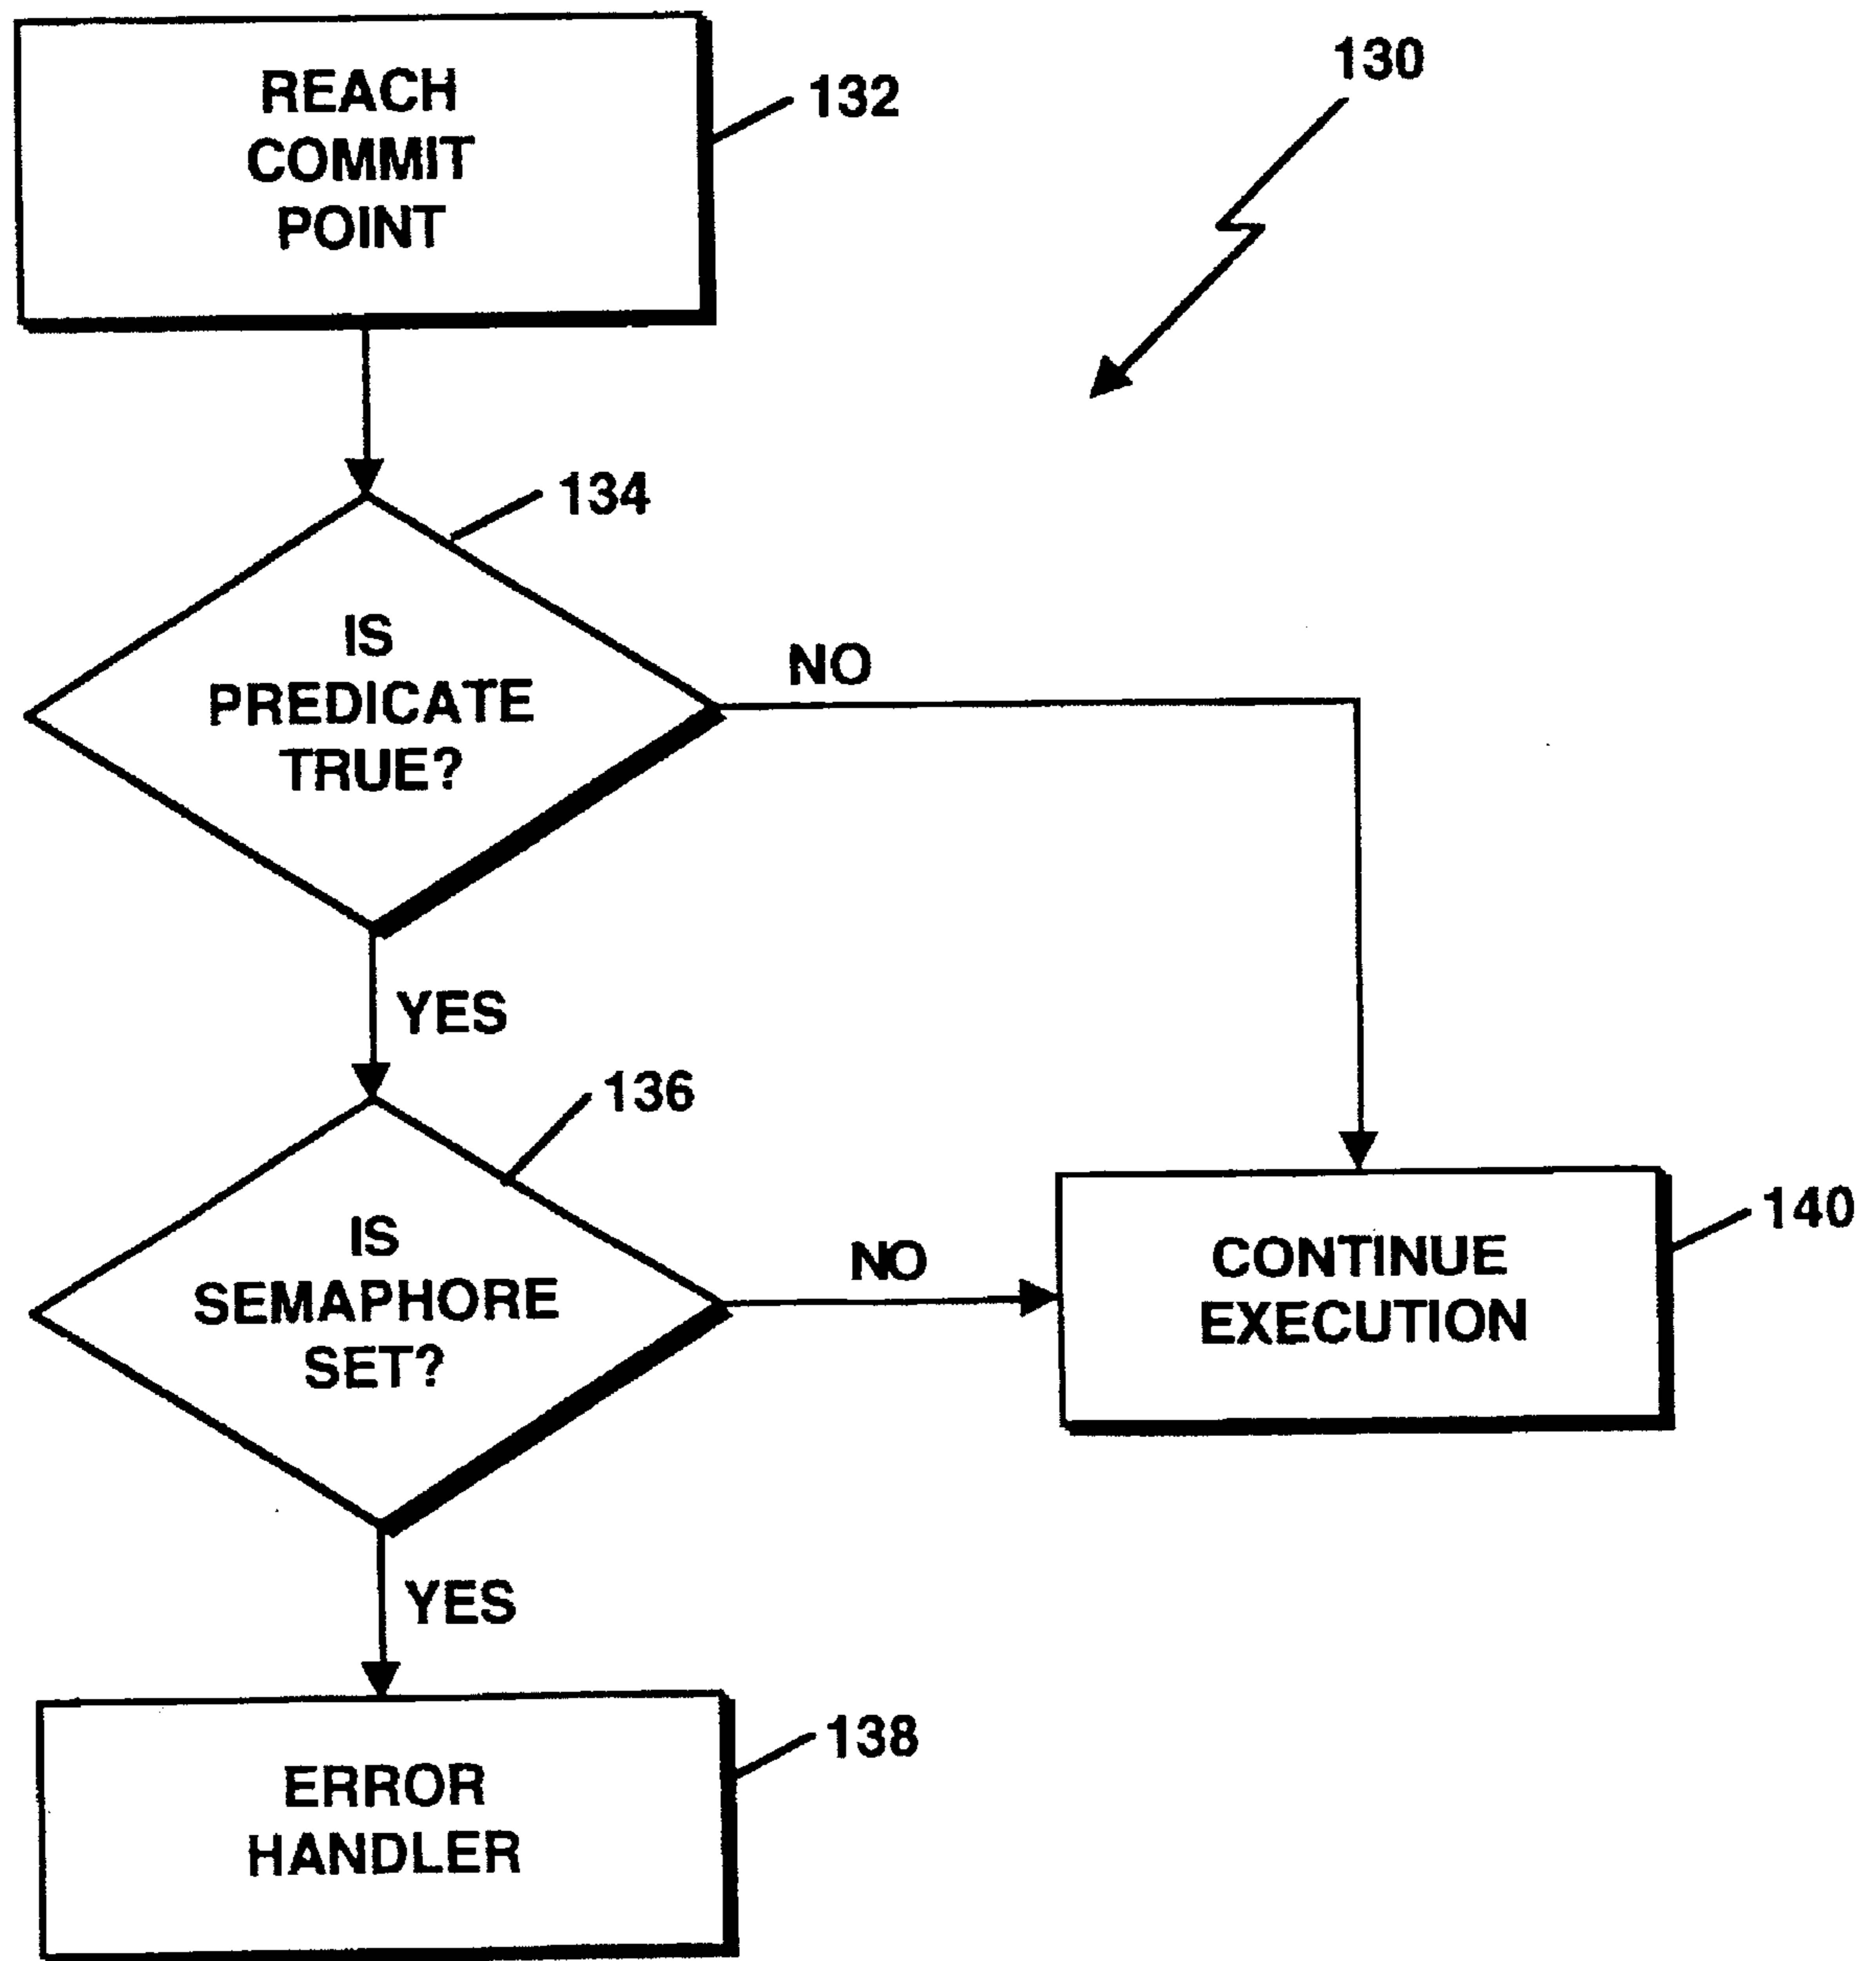 REACH
COMMIT
POINT
132
130
134
IS
PREDICATE
TRUE?
NO
YES
136
IS
SEMAPHORE
SET?
NO
CONTINUE
EXECUTION
140
YES
ERROR
HANDLER
138